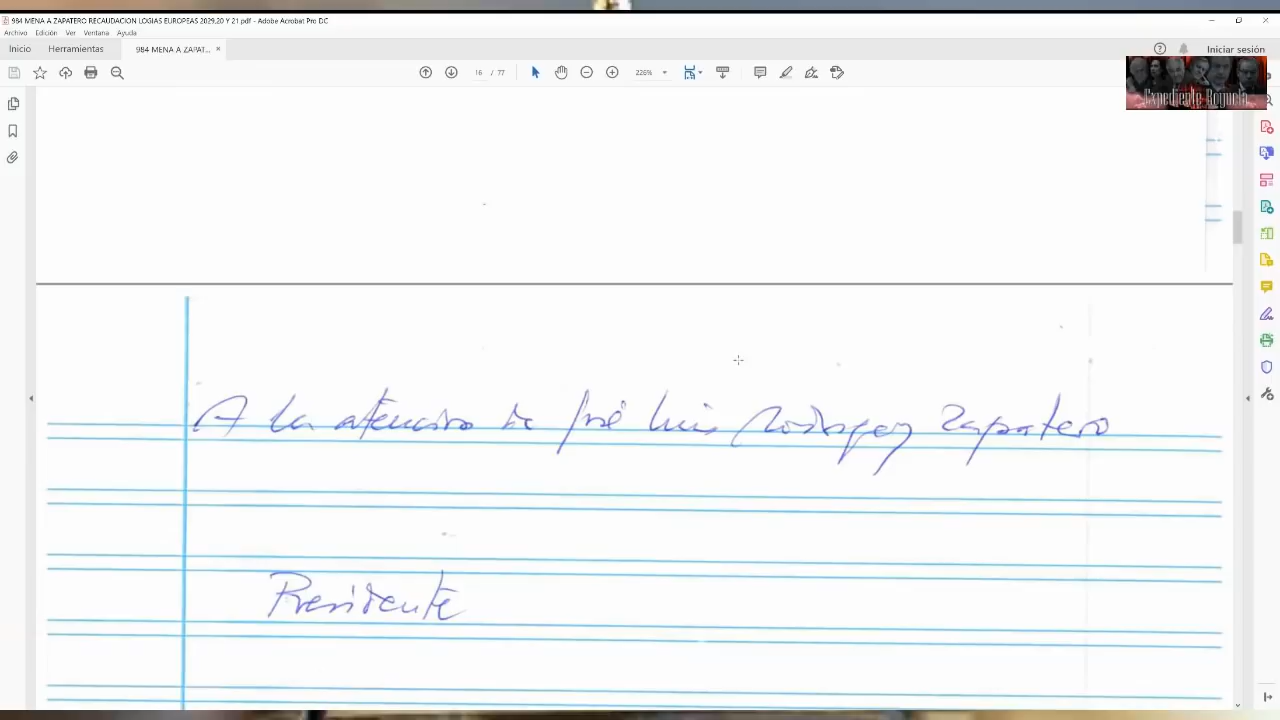 984 MENA A ZAPATERO RECAUDACION LOGIAS EUROPEAS 2029,20 Y 21.pdf - Adobe Acrobat Pro DC
Archivo Edición Ver Ventana Ayuda
Inicio Herramientas 984 MENA A ZAPAT... × Iniciar sesión
16 / 77 226%
Expediente Royuela
A la atención de José Luis Rodríguez Zapatero
Presidente